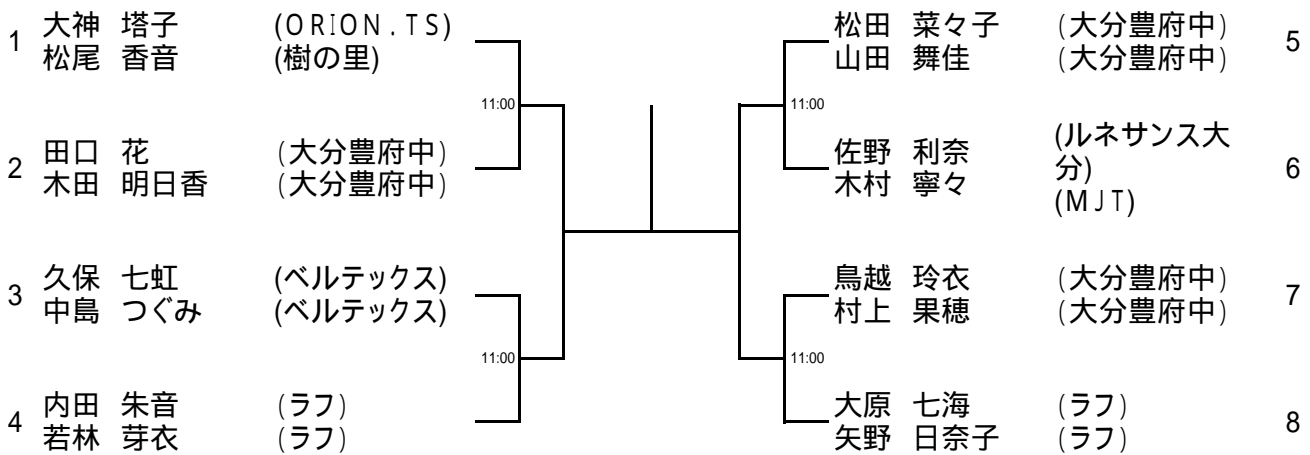 1 大神 塔子 (ORION.TS)
松尾 香音 (樹の里)
11:00
2 田口 花 (大分豊府中)
木田 明日香 (大分豊府中)
3 久保 七虹 (ベルテックス)
中島 つぐみ (ベルテックス)
11:00
4 内田 朱音 (ラフ)
若林 芽衣 (ラフ)
松田 菜々子 (大分豊府中) 5
山田 舞佳 (大分豊府中)
11:00
佐野 利奈 (ルネサンス大
分) 6
木村 寧々 (MJT)
鳥越 玲衣 (大分豊府中) 7
村上 果穂 (大分豊府中)
11:00
大原 七海 (ラフ) 8
矢野 日奈子 (ラフ)